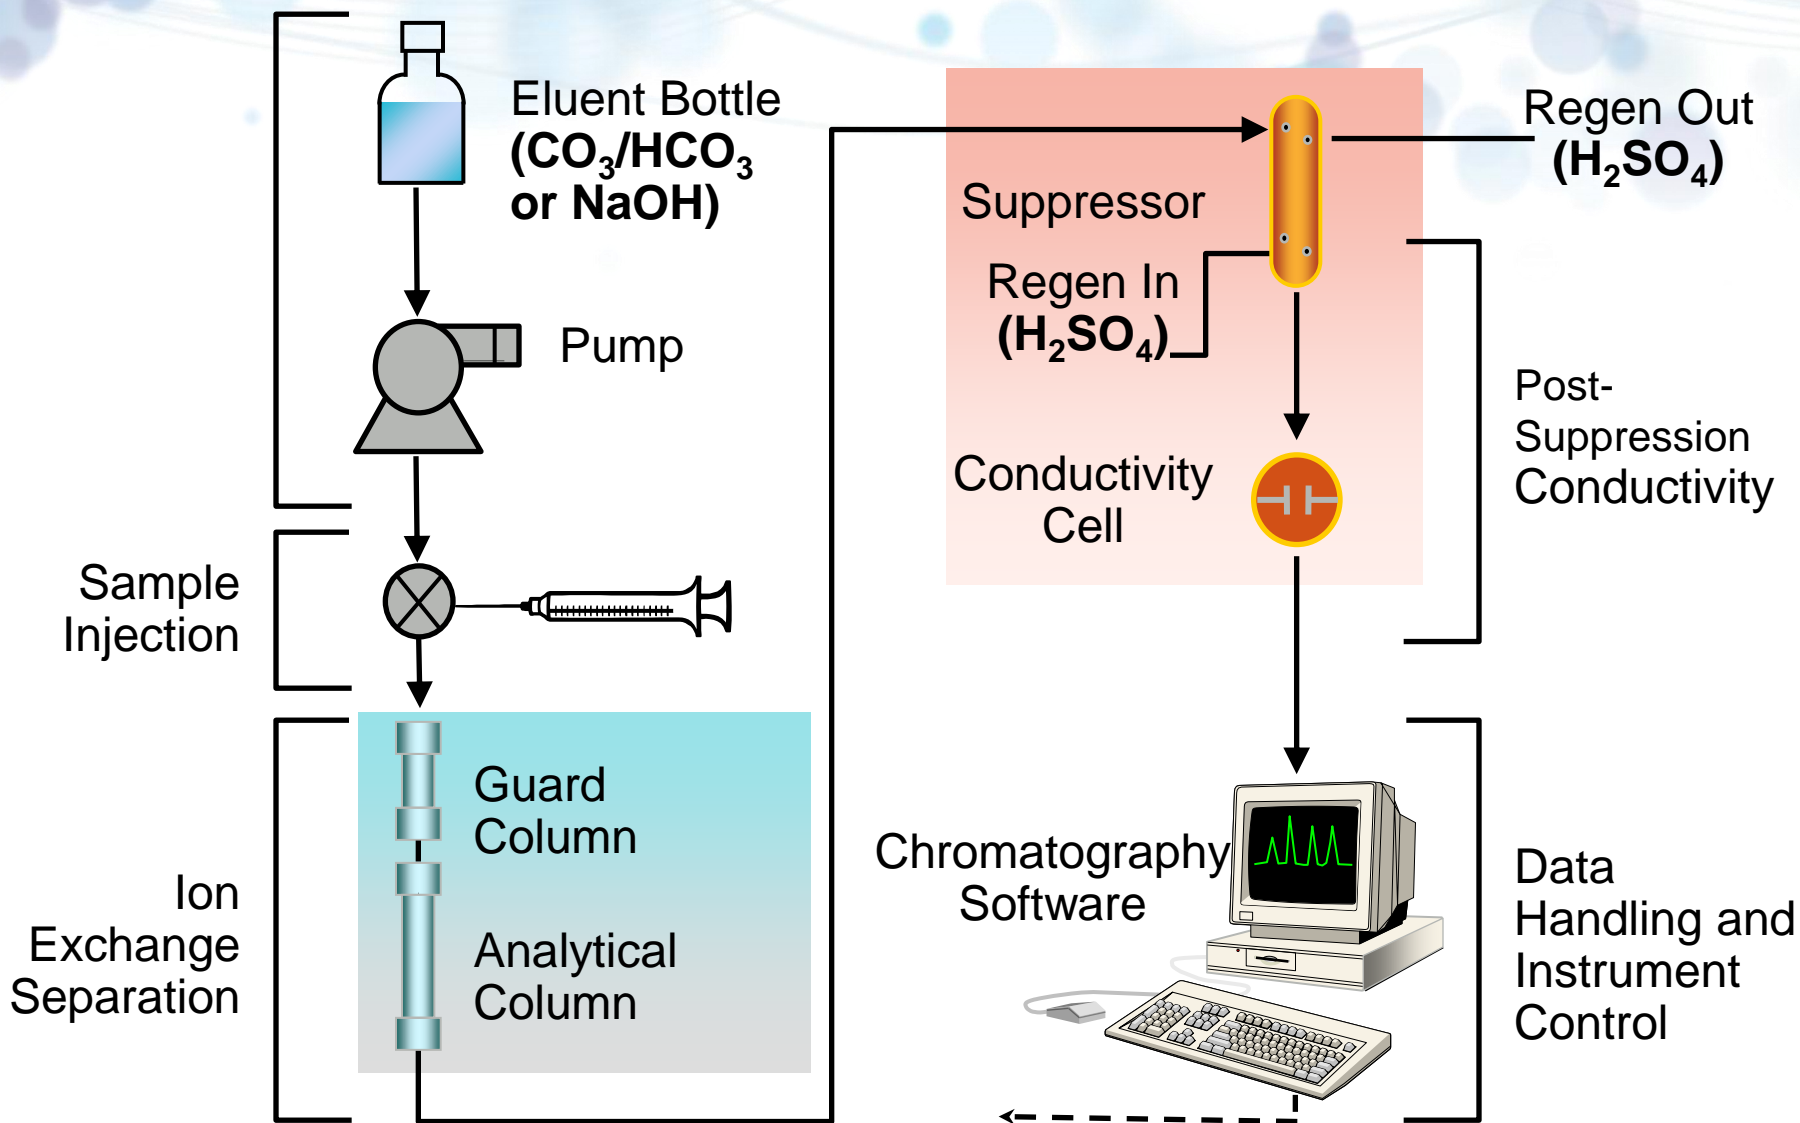 Eluent Bottle
(CO₃/HCO₃
or NaOH)
Pump
Sample
Injection
Guard
Column
Ion
Exchange
Separation
Analytical
Column
Regen Out
(H₂SO₄)
Suppressor
Regen In
(H₂SO₄)
Conductivity
Cell
Post-
Suppression
Conductivity
Chromatography
Software
Data
Handling and
Instrument
Control